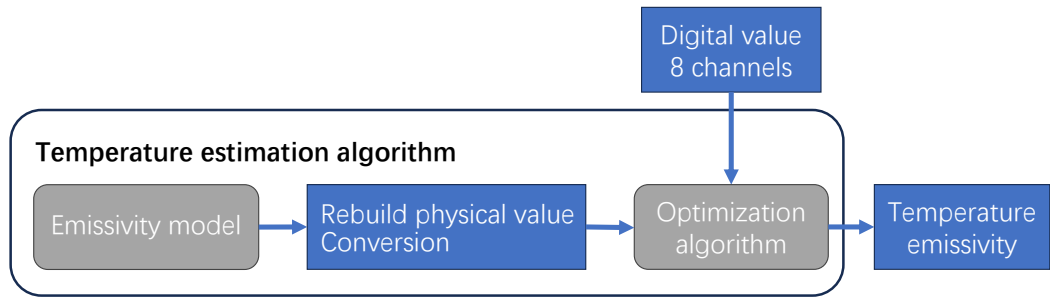 Digital value
8 channels
Temperature estimation algorithm
Emissivity model
Rebuild physical value
Conversion
Optimization
algorithm
Temperature
emissivity